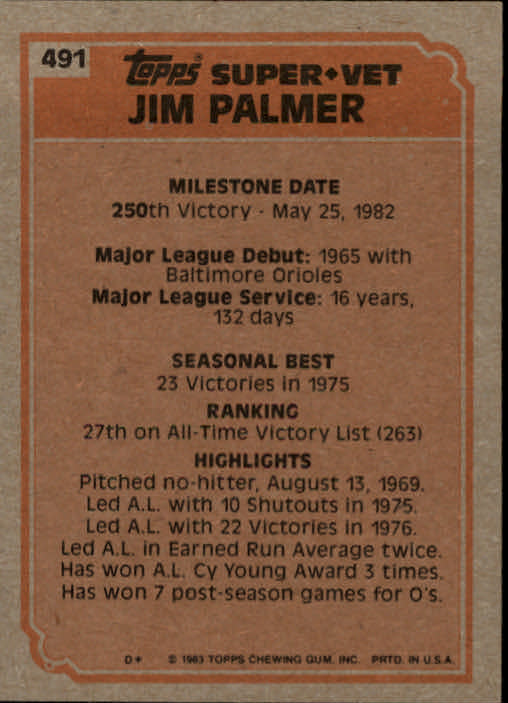 491
Topps SUPER•VET
JIM PALMER
MILESTONE DATE
250th Victory - May 25, 1982
Major League Debut: 1965 with
Baltimore Orioles
Major League Service: 16 years,
132 days
SEASONAL BEST
23 Victories in 1975
RANKING
27th on All-Time Victory List (263)
HIGHLIGHTS
Pitched no-hitter, August 13, 1969.
Led A.L. with 10 Shutouts in 1975.
Led A.L. with 22 Victories in 1976.
Led A.L. in Earned Run Average twice.
Has won A.L. Cy Young Award 3 times.
Has won 7 post-season games for O's.
D* © 1983 TOPPS CHEWING GUM, INC. PRTD. IN U.S.A.